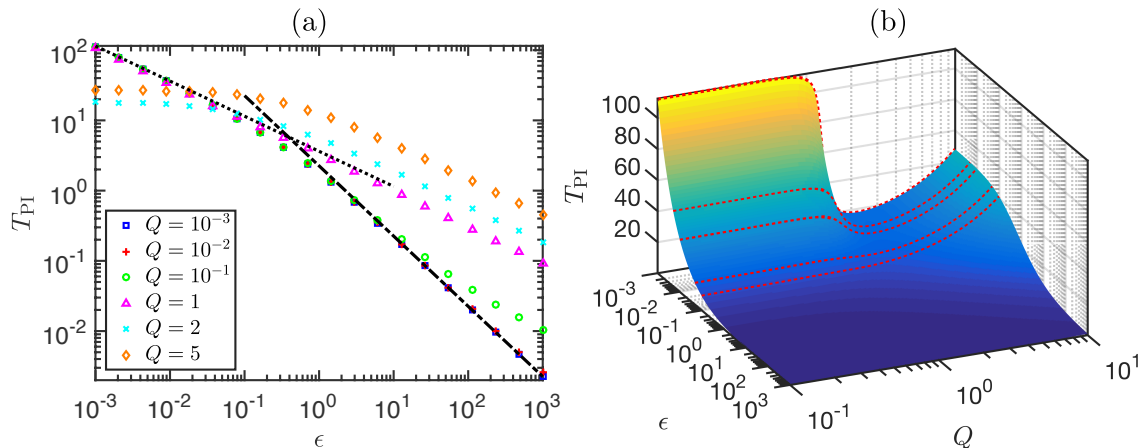 (a)
T_PI
10^2
10^1
10^0
10^-1
10^-2
Q = 10^-3
Q = 10^-2
Q = 10^-1
Q = 1
Q = 2
Q = 5
10^-3 10^-2 10^-1 10^0 10^1 10^2 10^3
ϵ
(b)
T_PI
100
80
60
40
20
10^-3
10^-2
10^-1
10^0
10^1
10^2
10^3
ϵ
10^-1 10^0 10^1
Q